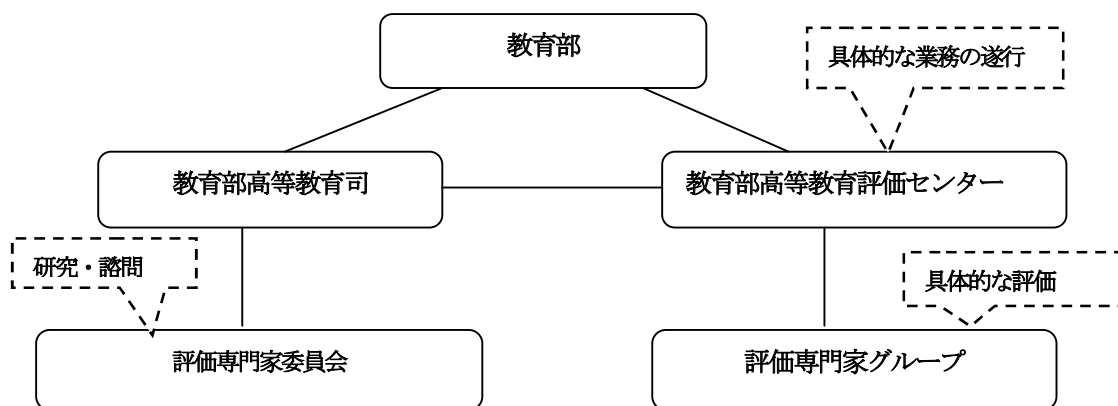 教育部
具体的な業務の遂行
教育部高等教育司
教育部高等教育評価センター
研究・諮問
具体的な評価
評価専門家委員会
評価専門家グループ